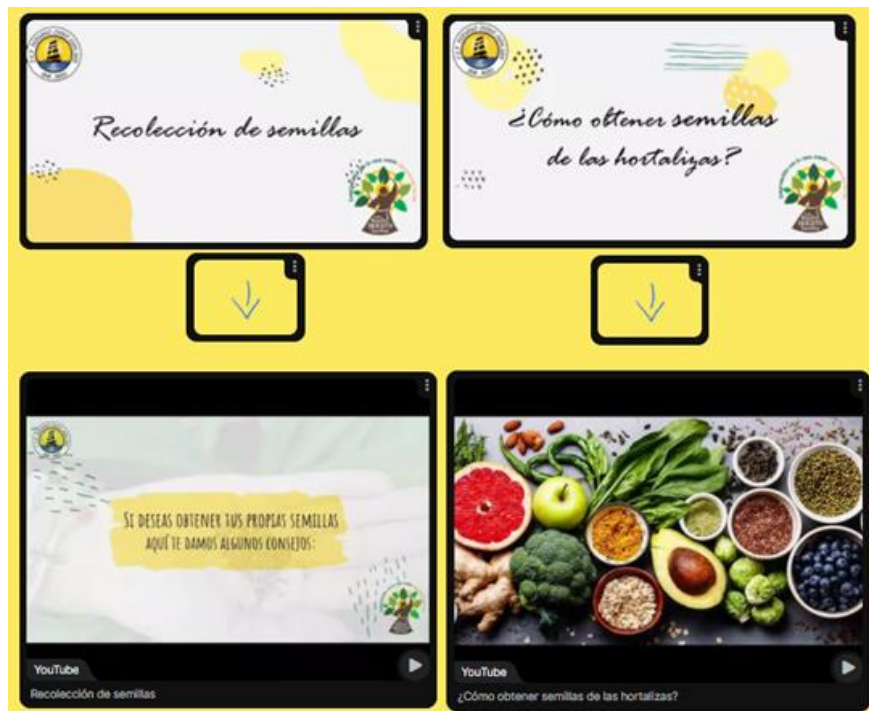 Recolección de semillas
¿Cómo obtener semillas
de las hortalizas?
SI DESEAS OBTENER TUS PROPIAS SEMILLAS
AQUÍ TE DAMOS ALGUNOS CONSEJOS:
YouTube
Recolección de semillas
YouTube
¿Cómo obtener semillas de las hortalizas?